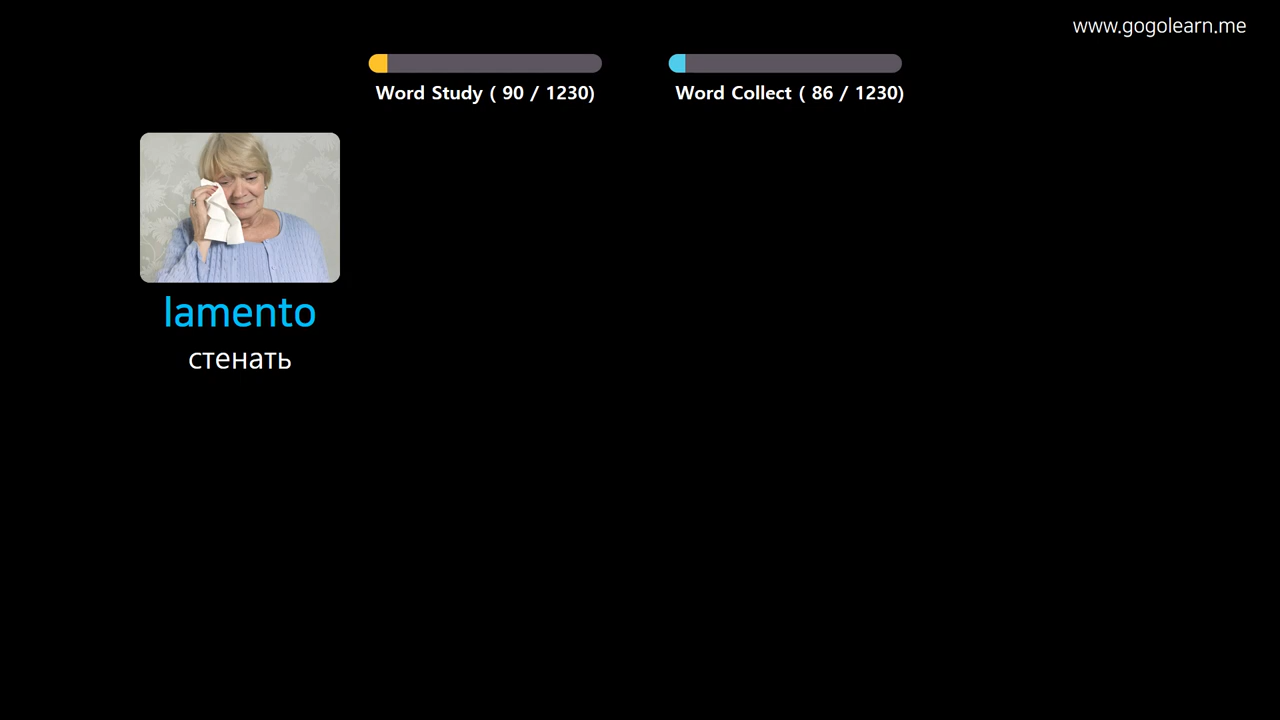 www.gogolearn.me
Word Study ( 90 / 1230)
Word Collect ( 86 / 1230)
lamento
стенать